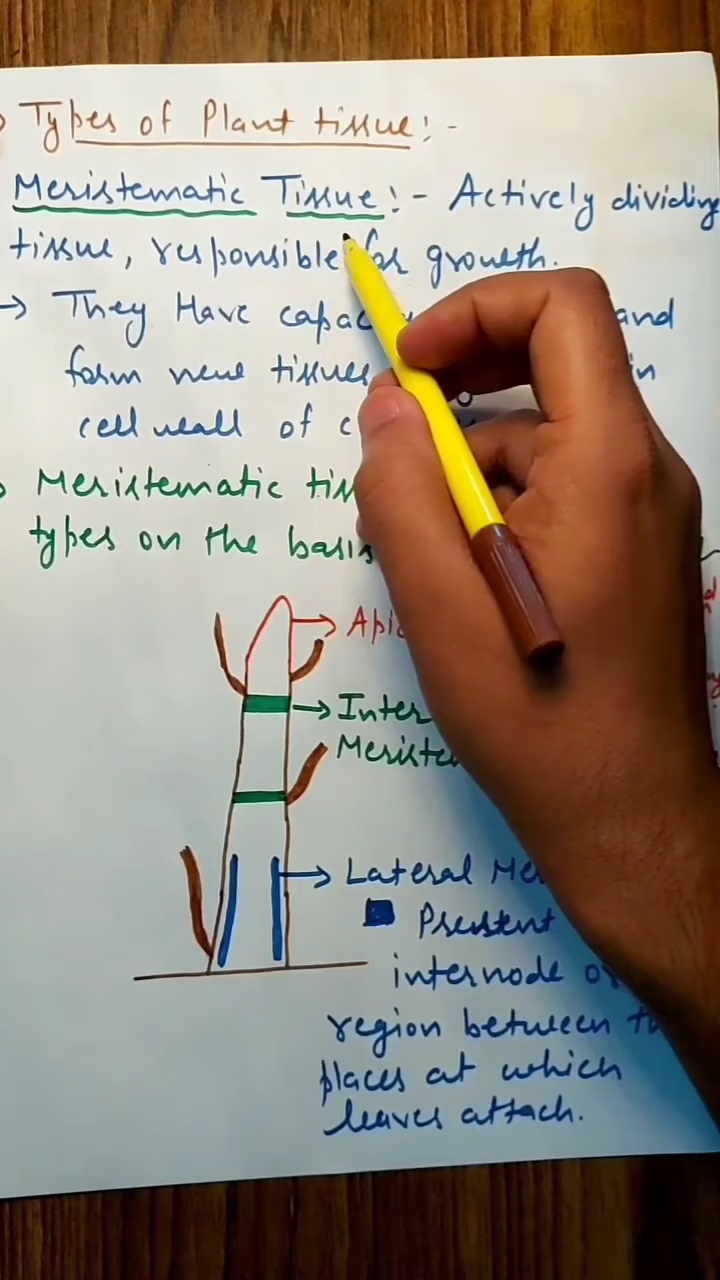 Types of Plant tissue :-
Meristematic Tissue :- Actively dividing
tissue, responsible for growth.
→ They Have capac and
form new tissues in
cell wall of c
Meristematic tis
types on the basis
→ Apic
→ Inter
Meriste
→ Lateral Me
Present
internode o
region between t
places at which
leaves attach.